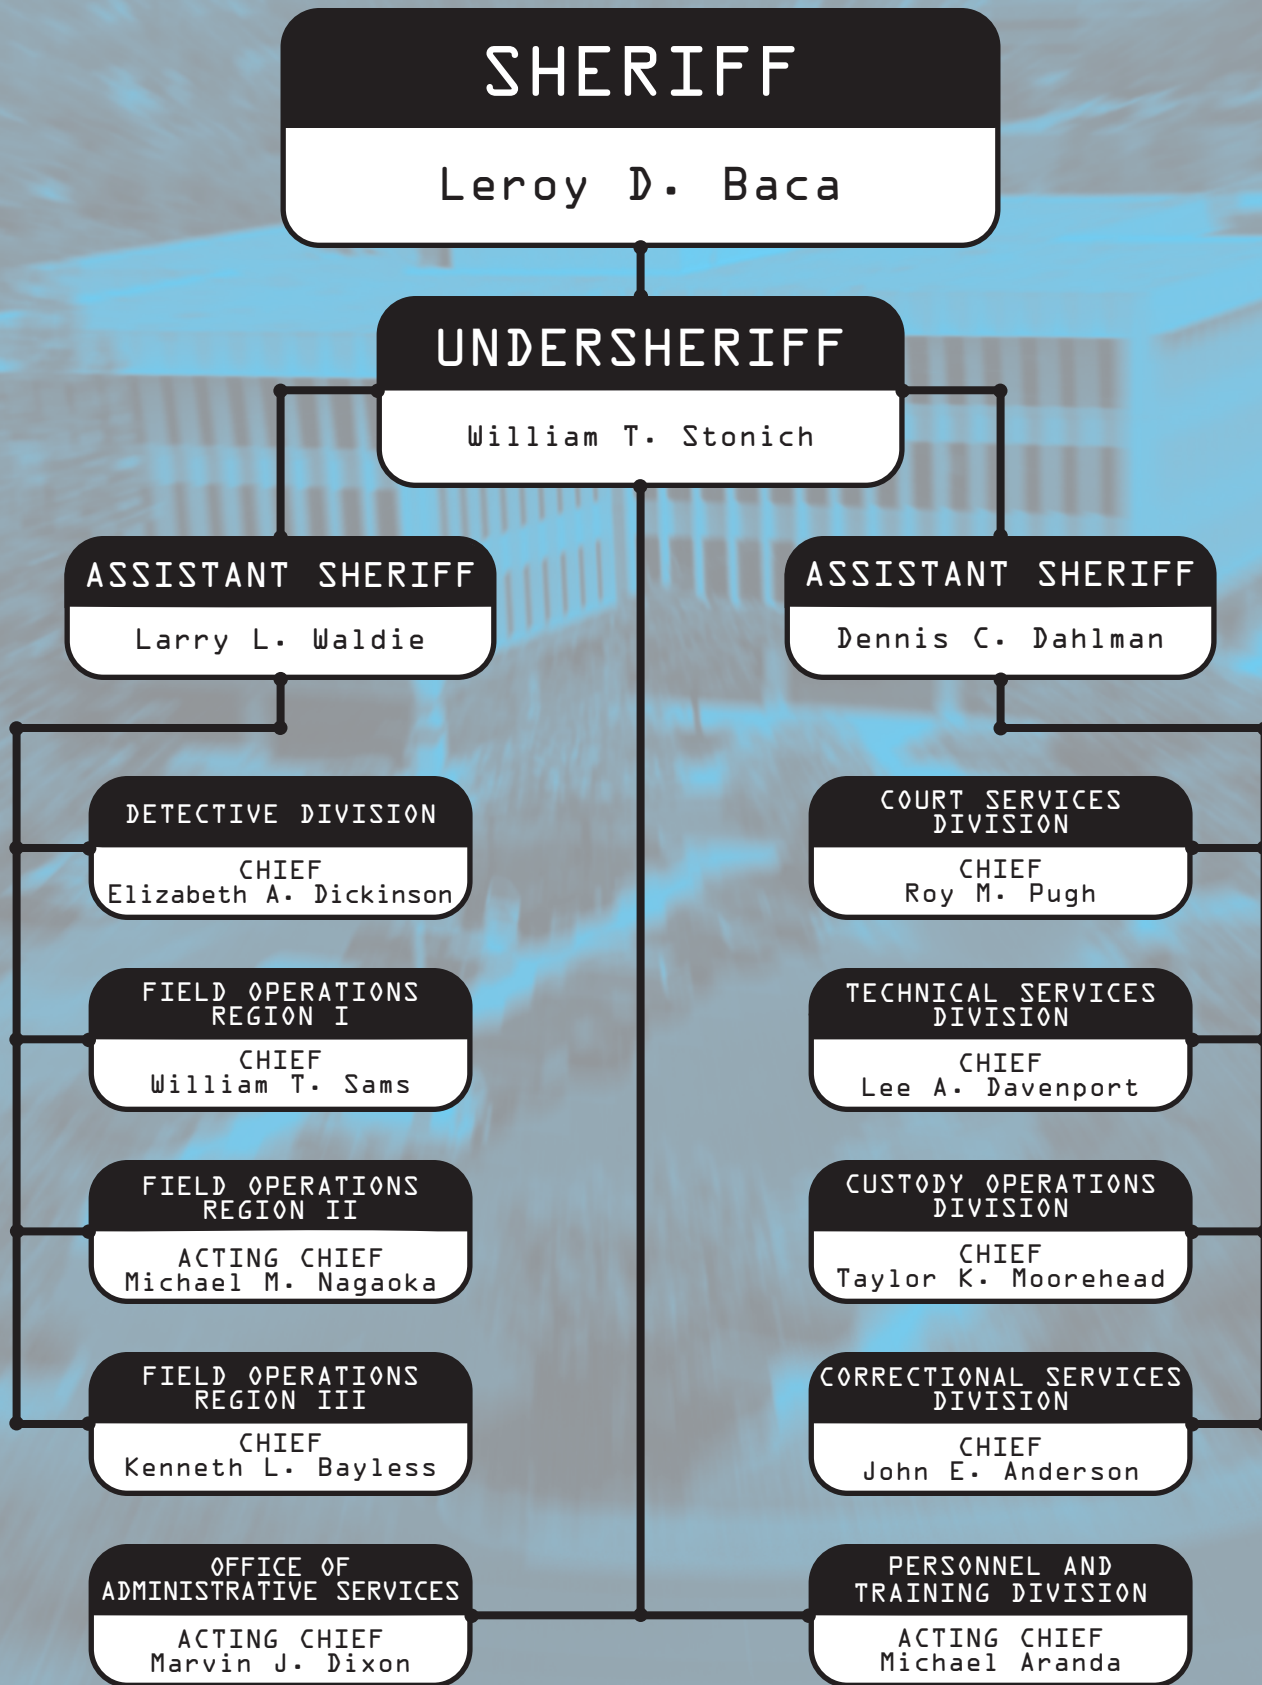 SHERIFF
Leroy D. Baca
UNDERSHERIFF
William T. Stonich
ASSISTANT SHERIFF
Larry L. Waldie
ASSISTANT SHERIFF
Dennis C. Dahlman
DETECTIVE DIVISION
CHIEF
Elizabeth A. Dickinson
FIELD OPERATIONS
REGION I
CHIEF
William T. Sams
FIELD OPERATIONS
REGION II
ACTING CHIEF
Michael M. Nagaoka
FIELD OPERATIONS
REGION III
CHIEF
Kenneth L. Bayless
COURT SERVICES
DIVISION
CHIEF
Roy M. Pugh
TECHNICAL SERVICES
DIVISION
CHIEF
Lee A. Davenport
CUSTODY OPERATIONS
DIVISION
CHIEF
Taylor K. Moorehead
CORRECTIONAL SERVICES
DIVISION
CHIEF
John E. Anderson
OFFICE OF
ADMINISTRATIVE SERVICES
ACTING CHIEF
Marvin J. Dixon
PERSONNEL AND
TRAINING DIVISION
ACTING CHIEF
Michael Aranda